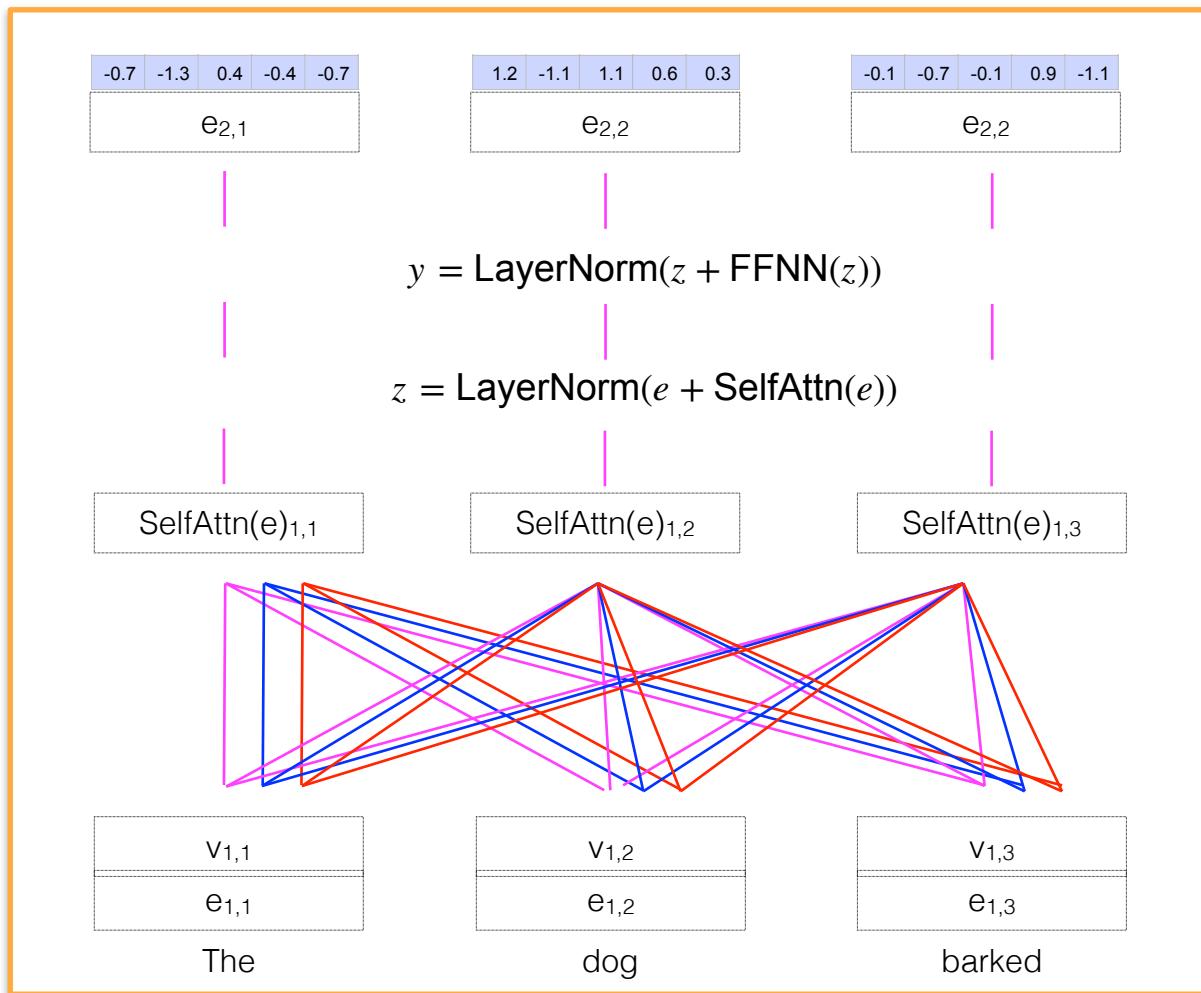 -0.7 -1.3 0.4 -0.4 -0.7 1.2 -1.1 1.1 0.6 0.3 -0.1 -0.7 -0.1 0.9 -1.1
e2,1 e2,2 e2,2
y = LayerNorm(z + FFNN(z))
z = LayerNorm(e + SelfAttn(e))
SelfAttn(e)1,1 SelfAttn(e)1,2 SelfAttn(e)1,3
v1,1 v1,2 v1,3
e1,1 e1,2 e1,3
The dog barked